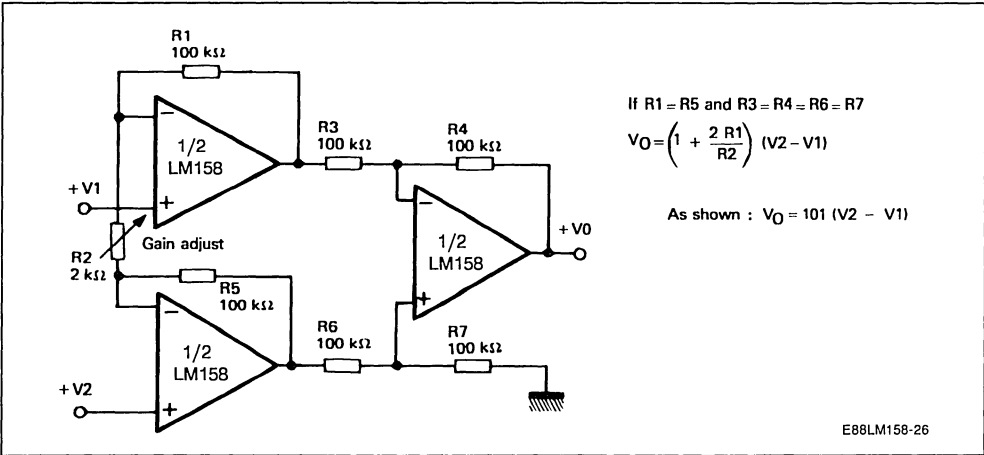 R1
100 kΩ
1/2
LM158
+V1
R2
2 kΩ
Gain adjust
R3
100 kΩ
R4
100 kΩ
1/2
LM158
+V0
R5
100 kΩ
1/2
LM158
+V2
R6
100 kΩ
R7
100 kΩ
If R1 = R5 and R3 = R4 = R6 = R7
VO = (1 + 2 R1 / R2) (V2 – V1)
As shown : VO = 101 (V2 – V1)
E88LM158-26